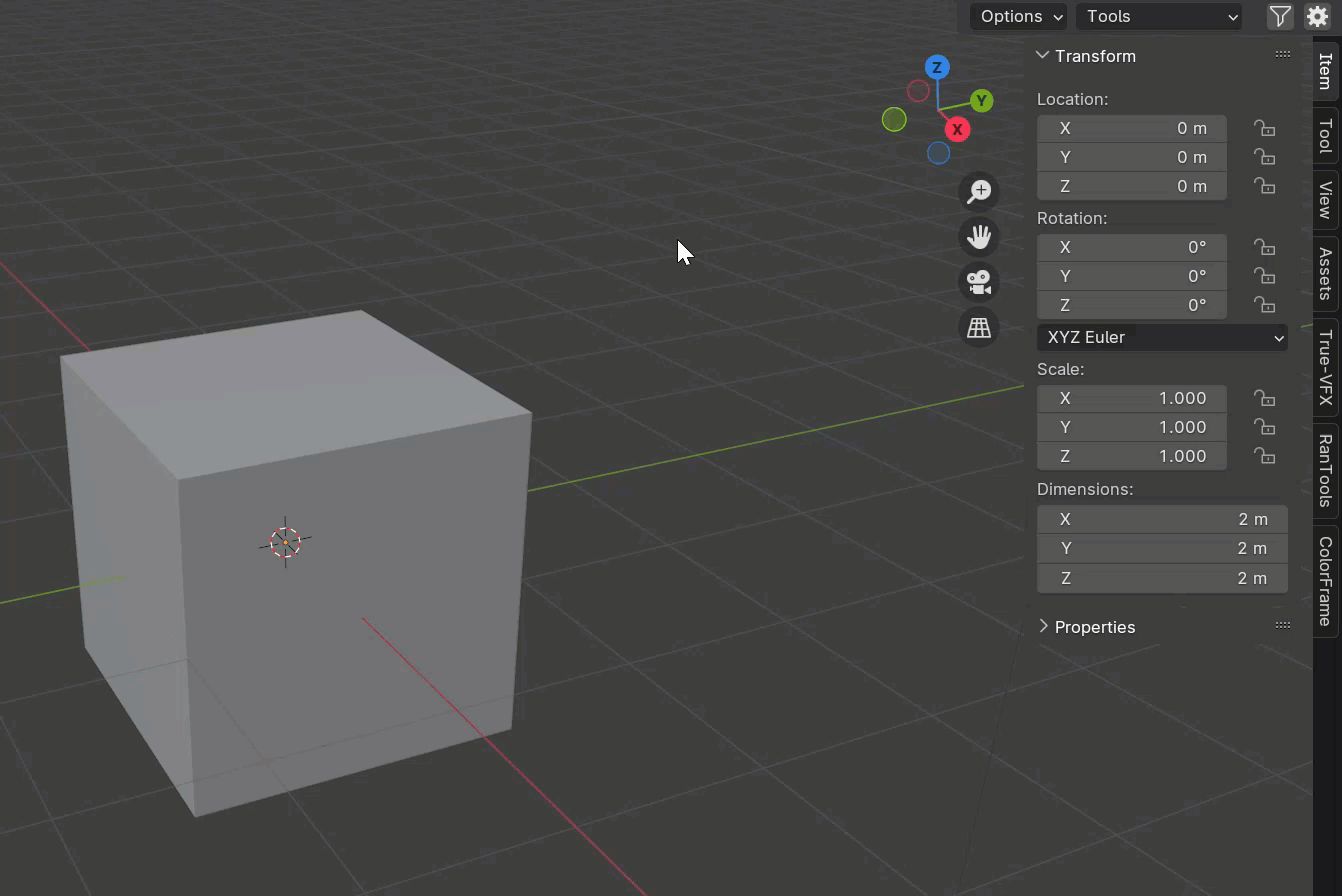 Options
Tools
Transform
Location:
X 0 m
Y 0 m
Z 0 m
Rotation:
X 0°
Y 0°
Z 0°
XYZ Euler
Scale:
X 1.000
Y 1.000
Z 1.000
Dimensions:
X 2 m
Y 2 m
Z 2 m
Properties
Item
Tool
View
Assets
True-VFX
RanTools
ColorFrame
Z
Y
X